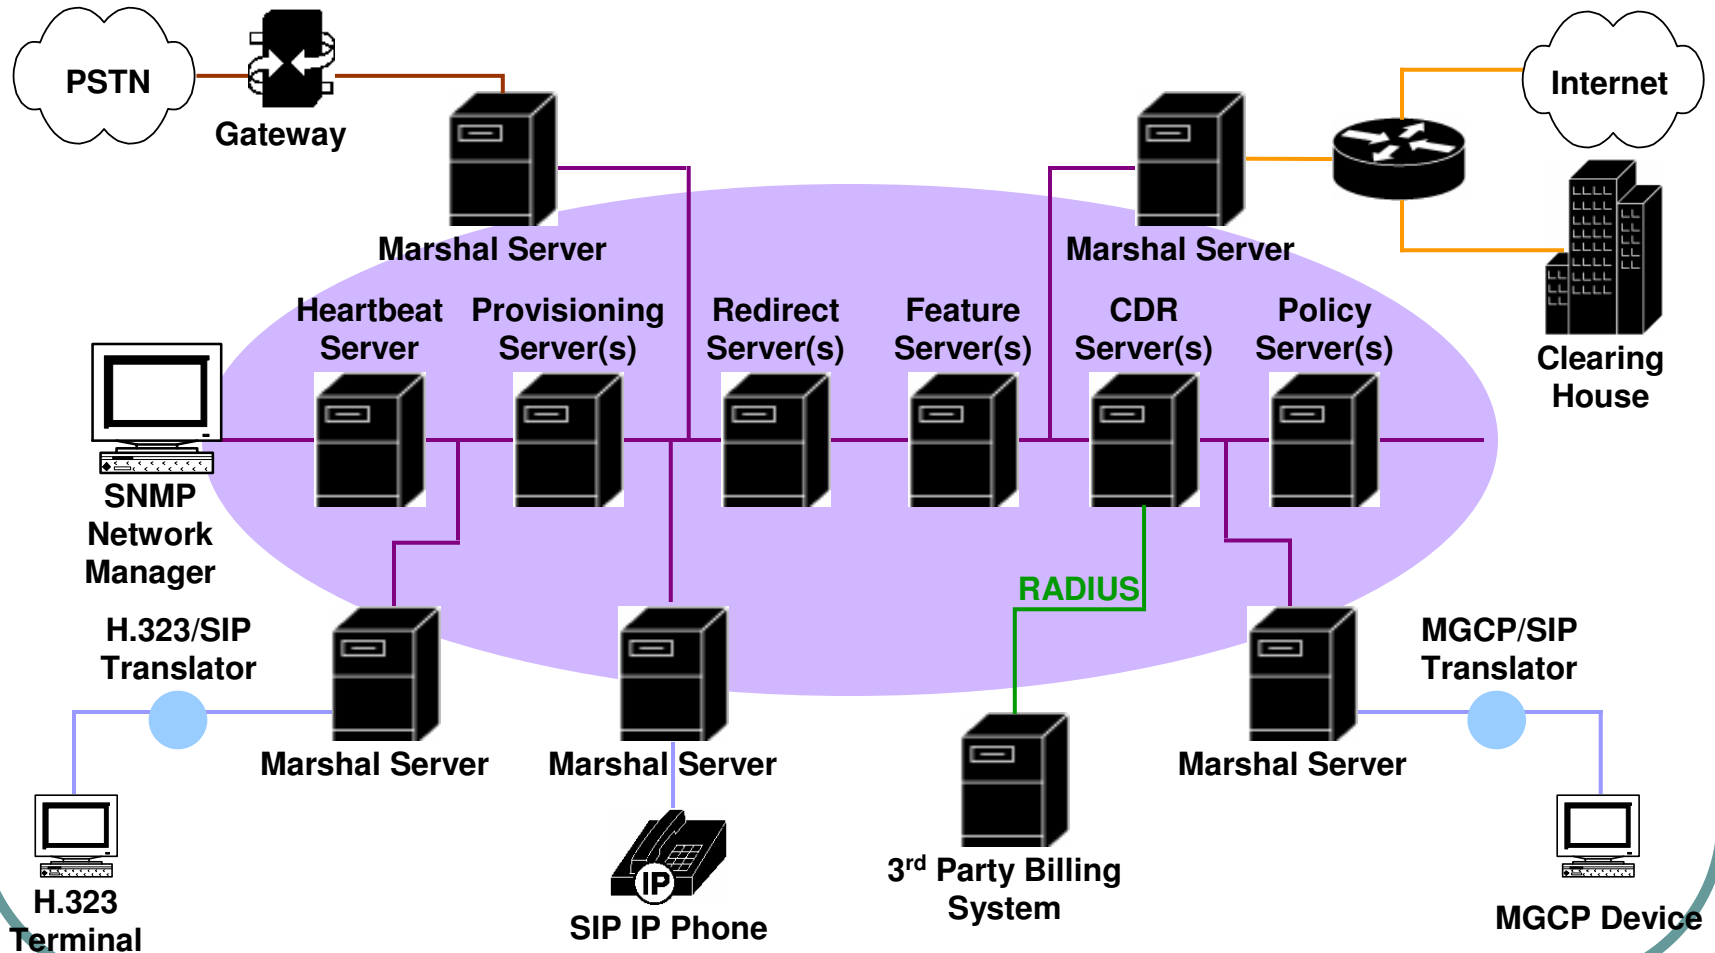 PSTN
Gateway
Internet
Marshal Server
Marshal Server
Heartbeat
Server
Provisioning
Server(s)
Redirect
Server(s)
Feature
Server(s)
CDR
Server(s)
Policy
Server(s)
Clearing
House
SNMP
Network
Manager
RADIUS
H.323/SIP
Translator
MGCP/SIP
Translator
Marshal Server
Marshal Server
Marshal Server
IP
3rd Party Billing
System
H.323
Terminal
SIP IP Phone
MGCP Device